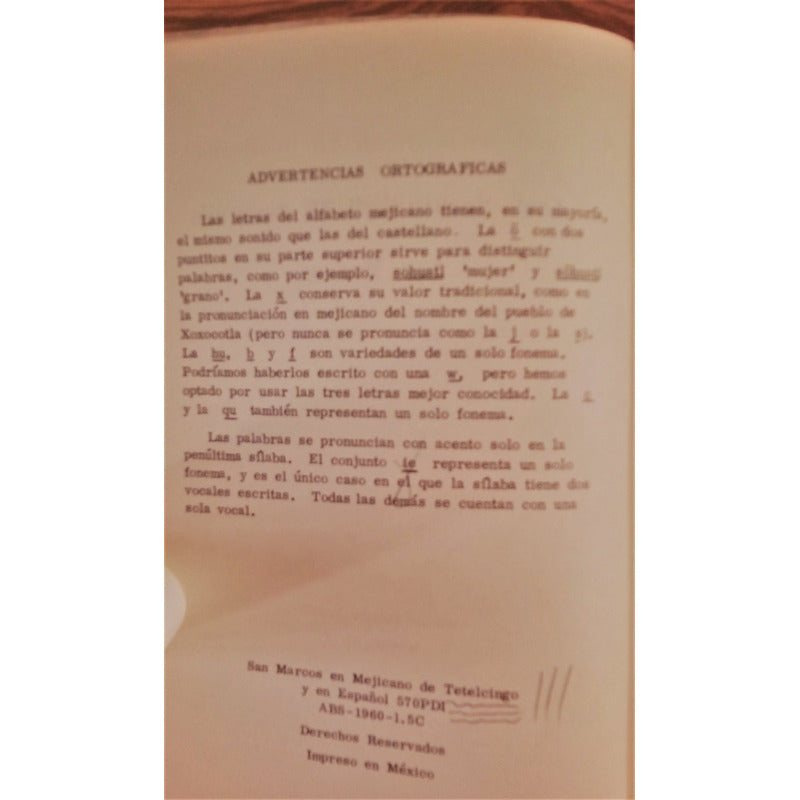 ADVERTENCIAS ORTOGRAFICAS
Las letras del alfabeto mejicano tienen, en su mayoría,
el mismo sonido que las del castellano. La ö con dos
puntitos en su parte superior sirve para distinguir
palabras, como por ejemplo, 'mujer' y
'grano'. La x conserva su valor tradicional, como en
la pronunciación en mejicano del nombre del pueblo de
Xoxocotla (pero nunca se pronuncia como la j o la s).
La hu, b y f son variedades de un solo fonema.
Podríamos haberlos escrito con una w, pero hemos
optado por usar las tres letras mejor conocidad. La
y la qu también representan un solo fonema.
Las palabras se pronuncian con acento solo en la
penúltima sílaba. El conjunto ie representa un solo
fonema, y es el único caso en el que la sílaba tiene dos
vocales escritas. Todas las demás se cuentan con una
sola vocal.
San Marcos en Mejicano de Tetelcingo
y en Español 570PDI
ABS-1960-1.5C
Derechos Reservados
Impreso en México